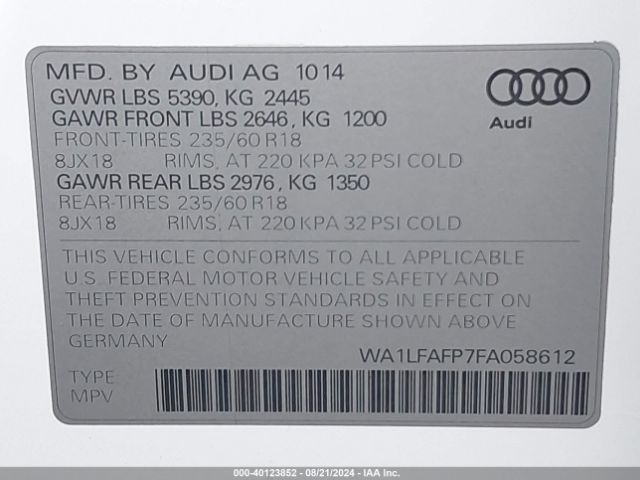 MFD. BY AUDI AG 1014
GVWR LBS 5390, KG 2445
GAWR FRONT LBS 2646, KG 1200
FRONT-TIRES 235/60 R18
8JX18 RIMS, AT 220 KPA 32 PSI COLD
GAWR REAR LBS 2976, KG 1350
REAR-TIRES 235/60 R18
8JX18 RIMS, AT 220 KPA 32 PSI COLD
Audi
THIS VEHICLE CONFORMS TO ALL APPLICABLE
U.S. FEDERAL MOTOR VEHICLE SAFETY AND
THEFT PREVENTION STANDARDS IN EFFECT ON
THE DATE OF MANUFACTURE SHOWN ABOVE
GERMANY
WA1LFAFP7FA058612
TYPE
MPV
000-40123852 - 08/21/2024 - IAA Inc.